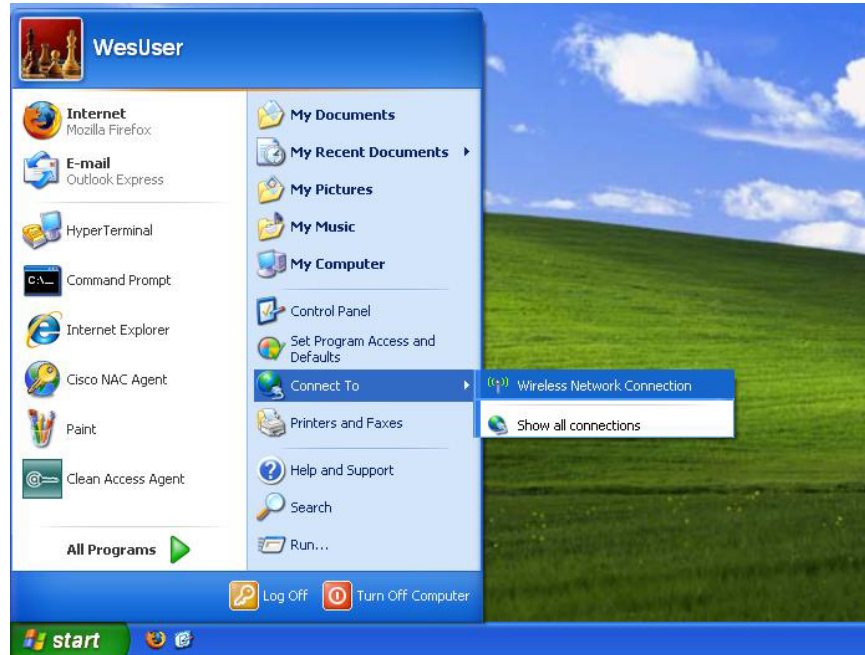 WesUser
Internet
Mozilla Firefox
E-mail
Outlook Express
HyperTerminal
C:\_
Command Prompt
Internet Explorer
Cisco NAC Agent
Paint
Clean Access Agent
All Programs
My Documents
My Recent Documents
My Pictures
My Music
My Computer
Control Panel
Set Program Access and
Defaults
Connect To
Printers and Faxes
Help and Support
Search
Run...
Wireless Network Connection
Show all connections
Log Off
Turn Off Computer
start